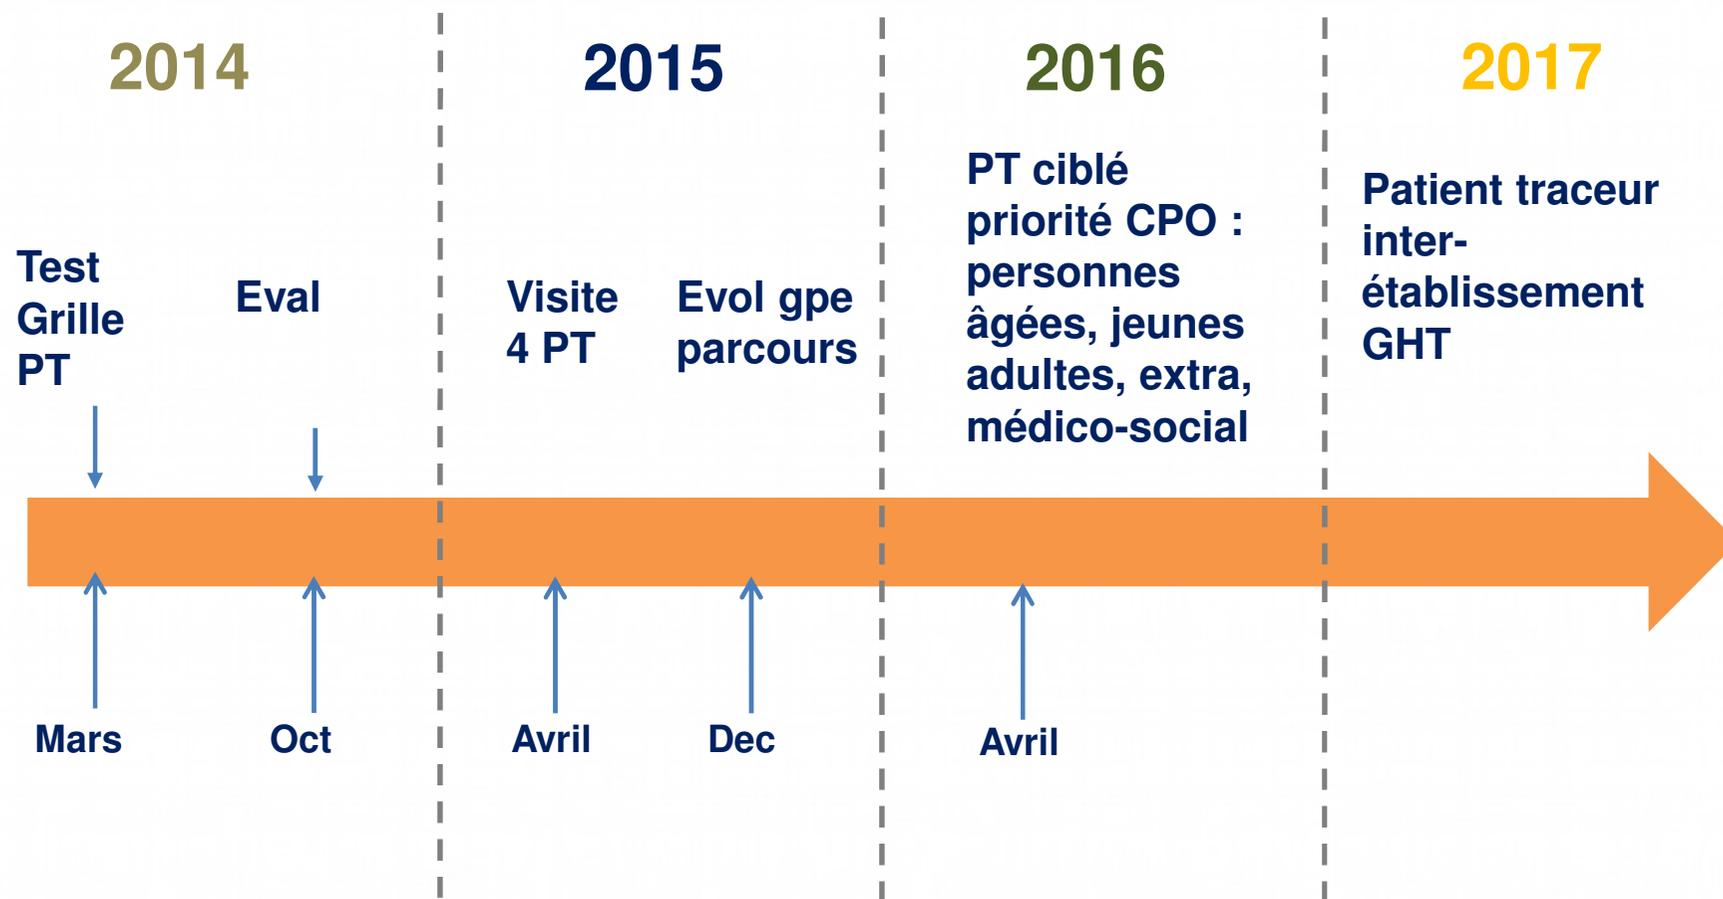 2014
2015
2016
2017
Test
Grille
PT
Eval
Visite
4 PT
Evol gpe
parcours
PT ciblé
priorité CPO :
personnes
âgées, jeunes
adultes, extra,
médico-social
Patient traceur
inter-
établissement
GHT
Mars
Oct
Avril
Dec
Avril